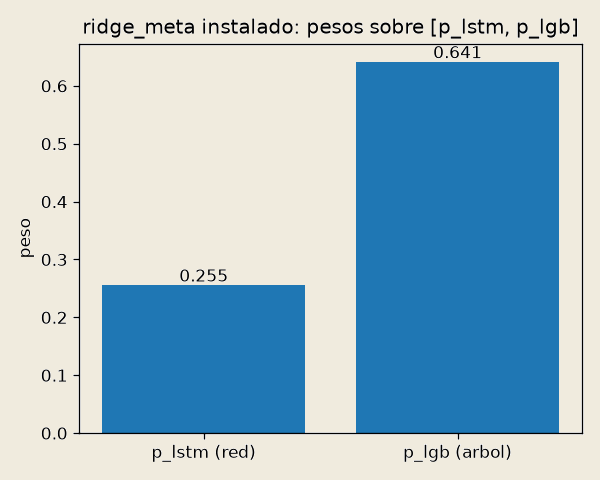 ridge_meta instalado: pesos sobre [p_lstm, p_lgb]
0.641
0.6
0.5
0.4
0.3
0.255
peso
0.2
0.1
0.0
p_lstm (red)
p_lgb (arbol)